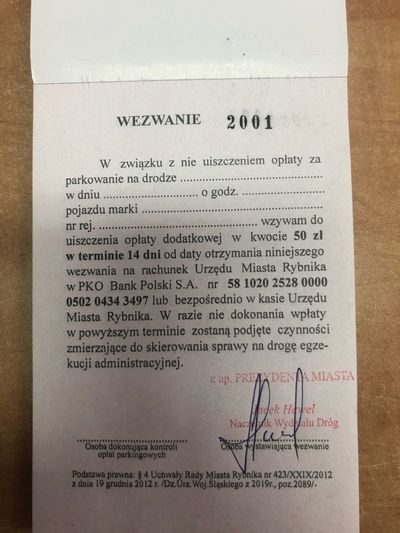 WEZWANIE 2001
W związku z nie uiszczeniem opłaty za
parkowanie na drodze ................................................
w dniu ........................................... o godz. ............................
pojazdu marki .............................................................
nr rej. ....................................................... wzywam do
uiszczenia opłaty dodatkowej w kwocie 50 zł
w terminie 14 dni od daty otrzymania niniejszego
wezwania na rachunek Urzędu Miasta Rybnika
w PKO Bank Polski S.A. nr 58 1020 2528 0000
0502 0434 3497 lub bezpośrednio w kasie Urzędu
Miasta Rybnika. W razie nie dokonania wpłaty
w powyższym terminie zostaną podjęte czynności
zmierzające do skierowania sprawy na drogę egze-
kucji administracyjnej.
z up. PREZYDENTA MIASTA
Jacek Hawel
Naczelnik Wydziału Dróg
Osoba dokonująca kontroli
opłat parkingowych
Osoba wystawiająca wezwanie
Podstawa prawna: § 4 Uchwały Rady Miasta Rybnika nr 423/XXIX/2012
z dnia 19 grudnia 2012 r. /Dz.Urz.Woj.Śląskiego z 2019r., poz.2089/.